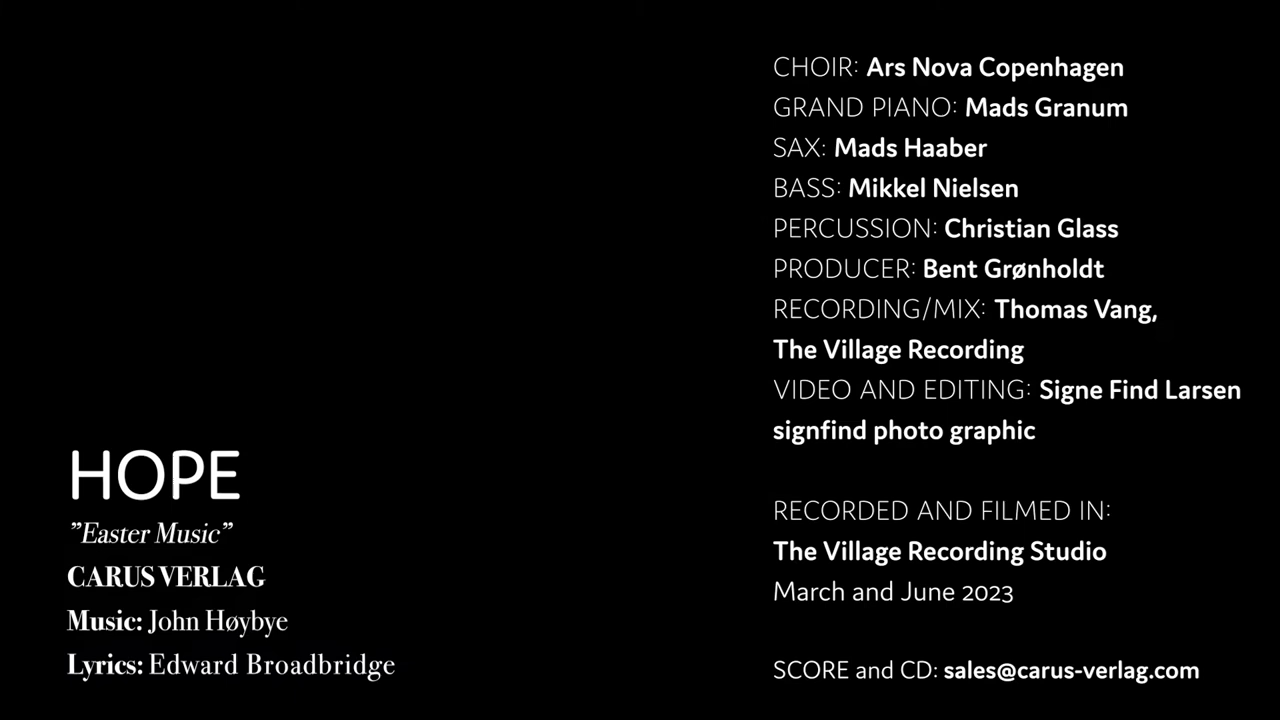 HOPE
"Easter Music"
CARUS VERLAG
Music: John Høybye
Lyrics: Edward Broadbridge
CHOIR: Ars Nova Copenhagen
GRAND PIANO: Mads Granum
SAX: Mads Haaber
BASS: Mikkel Nielsen
PERCUSSION: Christian Glass
PRODUCER: Bent Grønholdt
RECORDING/MIX: Thomas Vang,
The Village Recording
VIDEO AND EDITING: Signe Find Larsen
signfind photo graphic
RECORDED AND FILMED IN:
The Village Recording Studio
March and June 2023
SCORE and CD: sales@carus-verlag.com